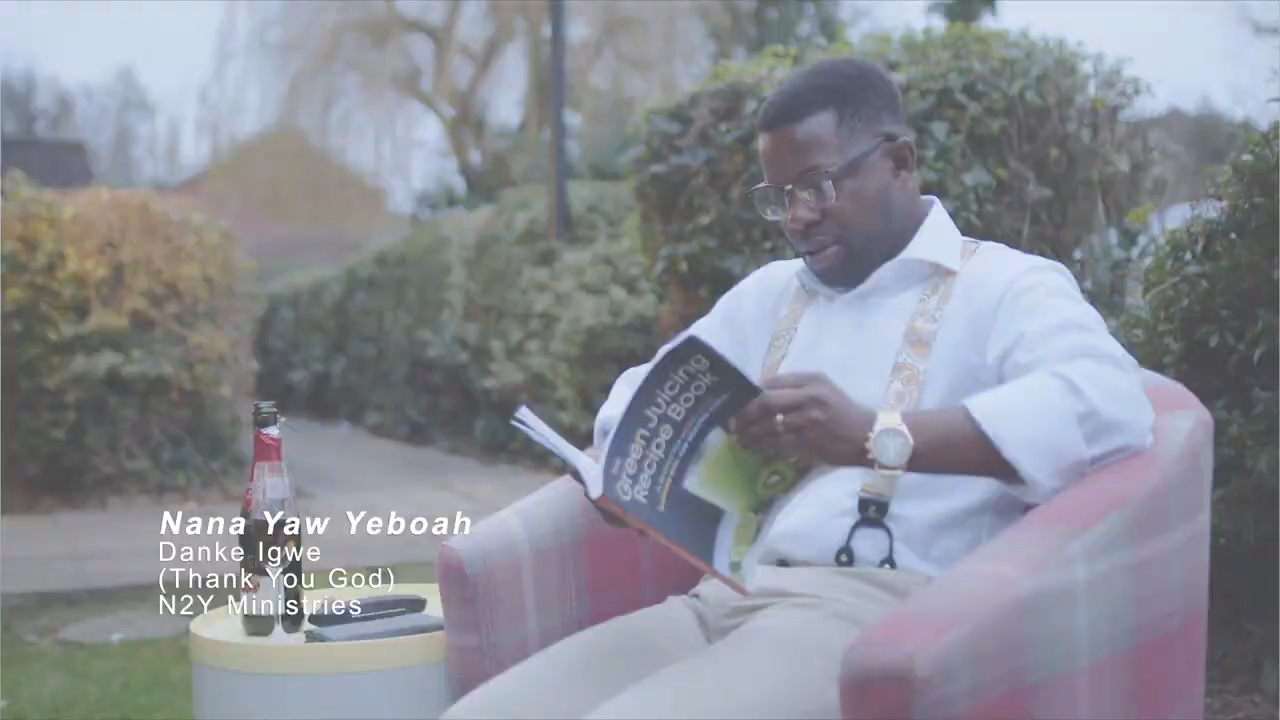 Nana Yaw Yeboah
Danke Igwe
(Thank You God)
N2Y Ministries
Green Juicing
Recipe Book